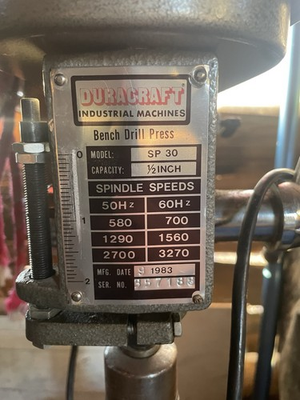 DURACRAFT
INDUSTRIAL MACHINES
Bench Drill Press
MODEL: SP 30
CAPACITY: ½ INCH
SPINDLE SPEEDS
50Hz 60Hz
580 700
1290 1560
2700 3270
MFG. DATE 1983
SER. NO.
0
1
2